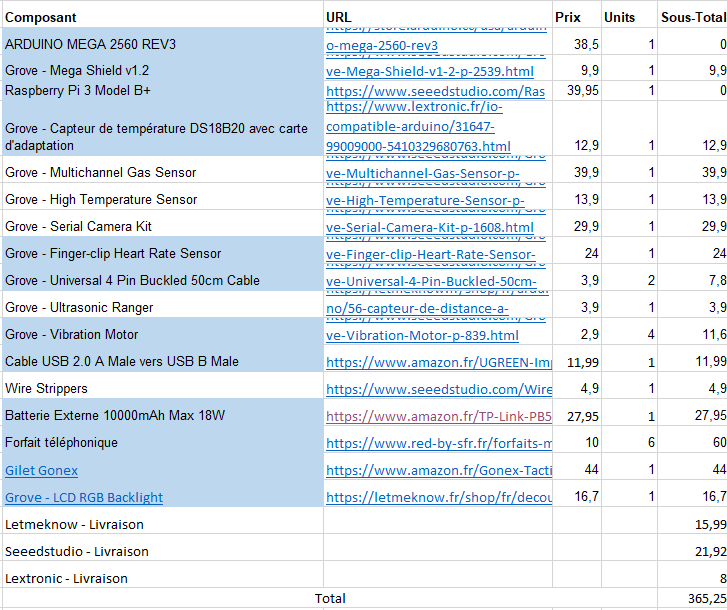 Composant URL Prix Units Sous-Total
ARDUINO MEGA 2560 REV3 https://store.arduino.cc/usa/arduin
o-mega-2560-rev3 38,5 1 0
Grove - Mega Shield v1.2 ve-Mega-Shield-v1-2-p-2539.html 9,9 1 9,9
Raspberry Pi 3 Model B+ https://www.seeedstudio.com/Ras 39,95 1 0
Grove - Capteur de température DS18B20 avec carte
d'adaptation https://www.lextronic.fr/io-
compatible-arduino/31647-
99009000-5410329680763.html 12,9 1 12,9
Grove - Multichannel Gas Sensor ve-Multichannel-Gas-Sensor-p- 39,9 1 39,9
Grove - High Temperature Sensor ve-High-Temperature-Sensor-p- 13,9 1 13,9
Grove - Serial Camera Kit ve-Serial-Camera-Kit-p-1608.html 29,9 1 29,9
Grove - Finger-clip Heart Rate Sensor ve-Finger-clip-Heart-Rate-Sensor- 24 1 24
Grove - Universal 4 Pin Buckled 50cm Cable ve-Universal-4-Pin-Buckled-50cm- 3,9 2 7,8
Grove - Ultrasonic Ranger no/56-capteur-de-distance-a- 3,9 1 3,9
Grove - Vibration Motor ve-Vibration-Motor-p-839.html 2,9 4 11,6
Cable USB 2.0 A Male vers USB B Male https://www.amazon.fr/UGREEN-Imp 11,99 1 11,99
Wire Strippers https://www.seeedstudio.com/Wire 4,9 1 4,9
Batterie Externe 10000mAh Max 18W https://www.amazon.fr/TP-Link-PB5 27,95 1 27,95
Forfait téléphonique https://www.red-by-sfr.fr/forfaits-m 10 6 60
Gilet Gonex https://www.amazon.fr/Gonex-Tacti 44 1 44
Grove - LCD RGB Backlight https://letmeknow.fr/shop/fr/decou 16,7 1 16,7
Letmeknow - Livraison 15,99
Seeedstudio - Livraison 21,92
Lextronic - Livraison 8
Total 365,25